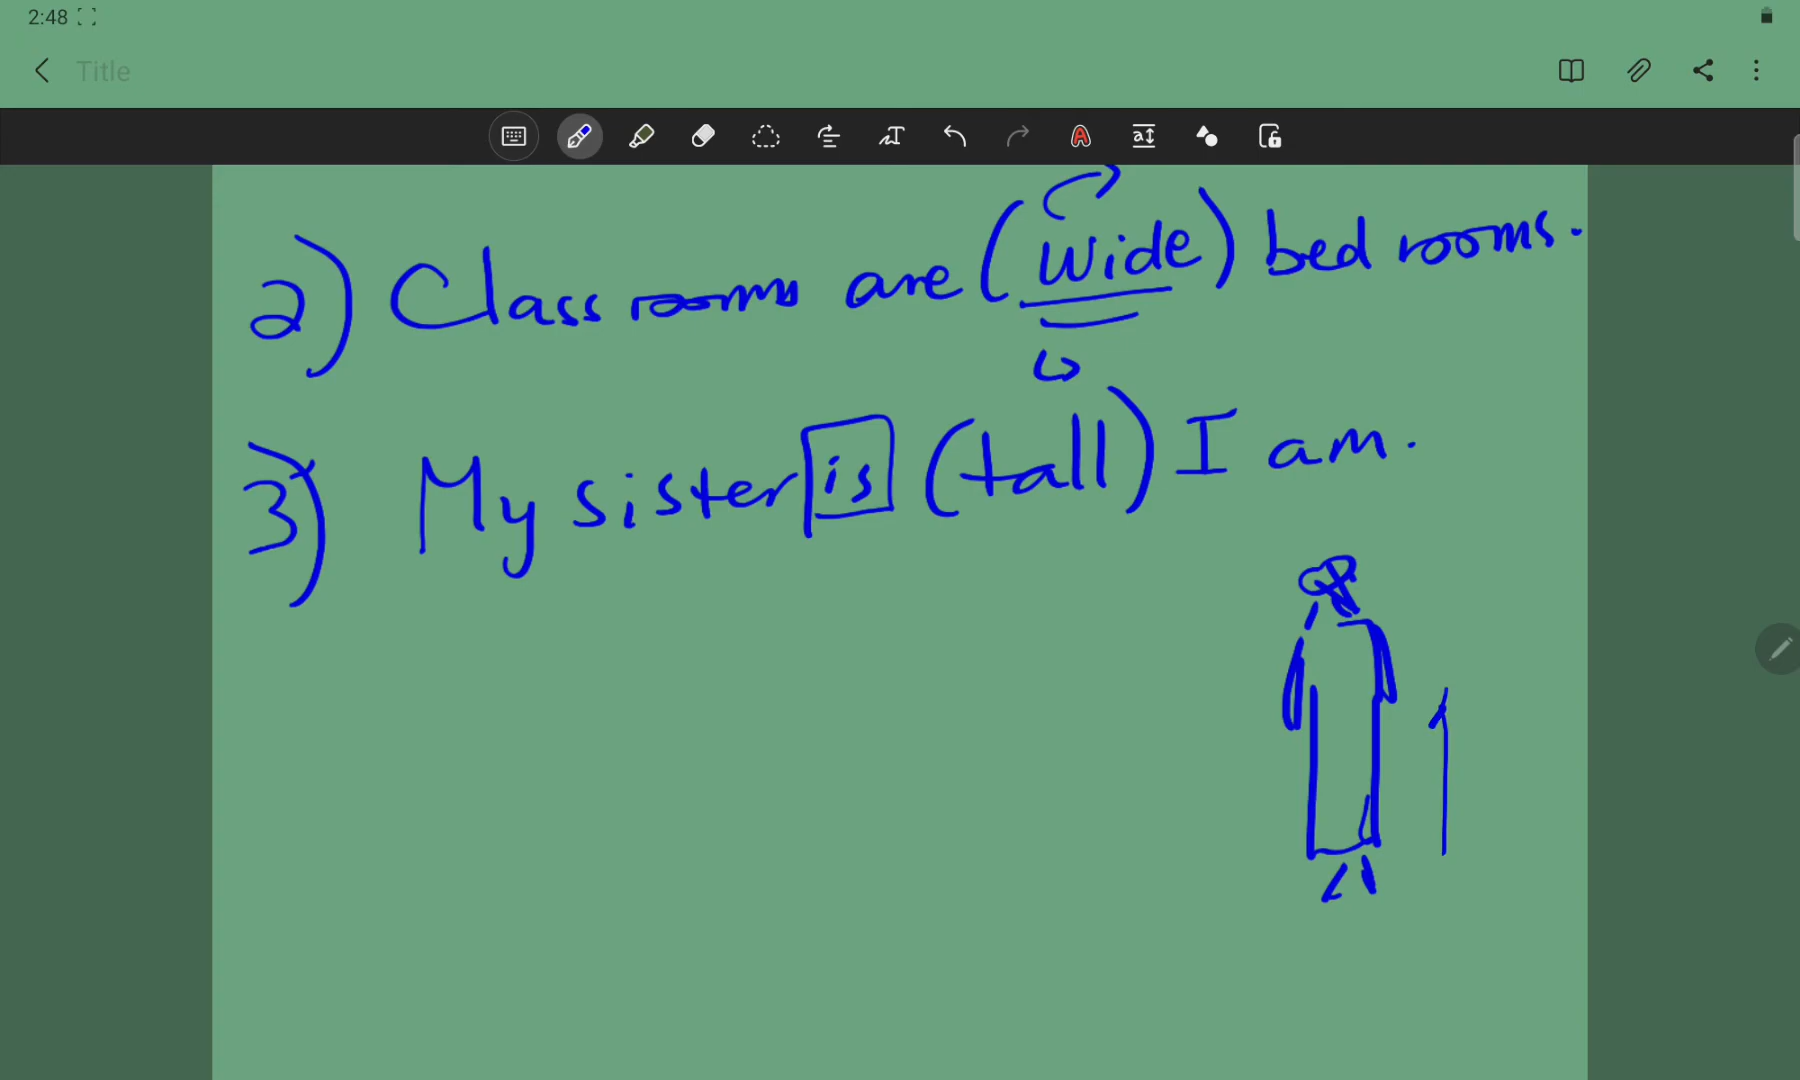 2:48
Title
2) Class rooms are (wide) bed rooms.
3) My sister is (tall) I am.